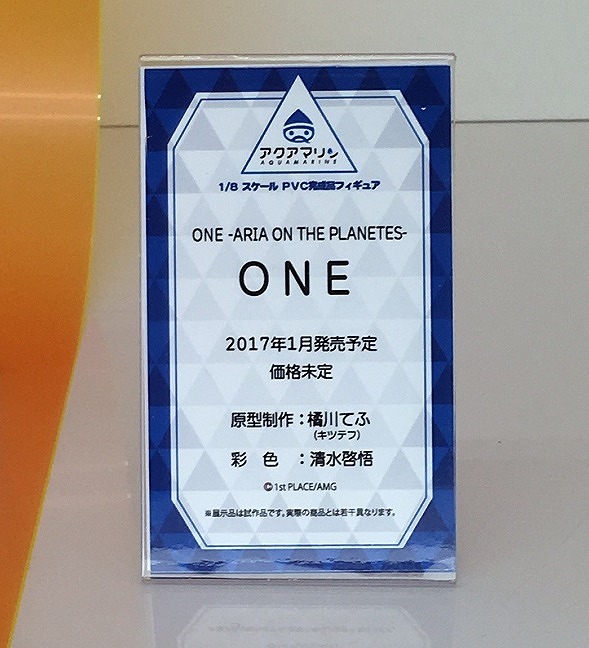 アクアマリン
AQUAMARINE
1/8 スケール PVC完成品フィギュア
ONE -ARIA ON THE PLANETES-
ONE
2017年1月発売予定
価格未定
原型制作：橘川てふ
(キツテフ)
彩 色 ：清水啓悟
©1st PLACE/AMG
※展示品は試作品です。実際の商品とは若干異なります。